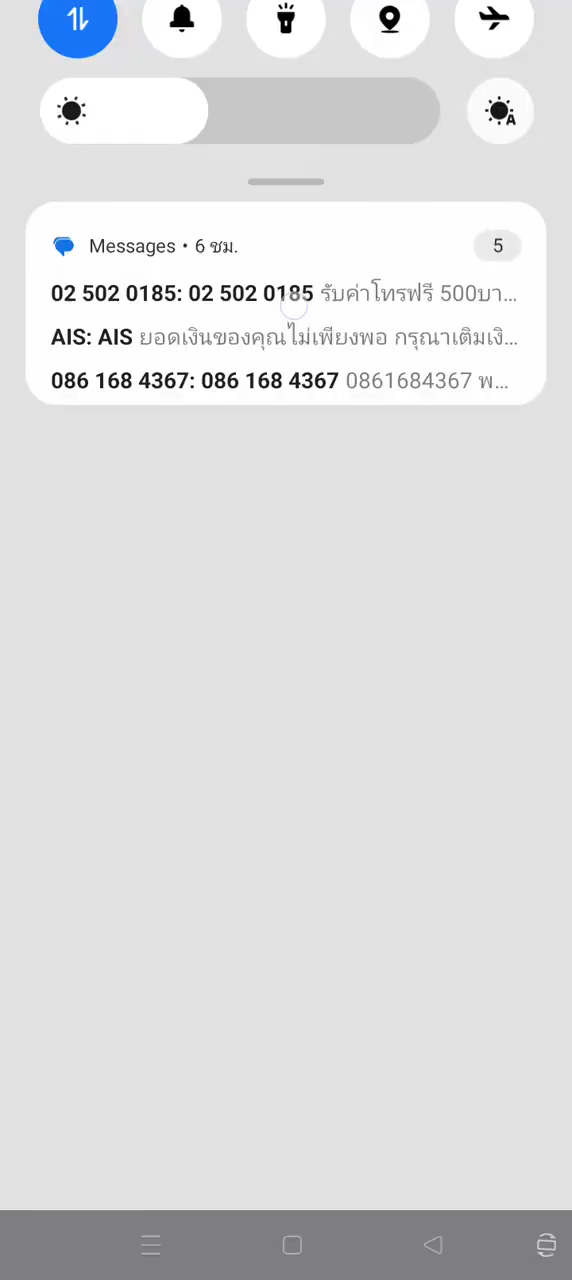 A
Messages • 6 ชม.
5
02 502 0185: 02 502 0185 รับค่าโทรฟรี 500บา...
AIS: AIS ยอดเงินของคุณไม่เพียงพอ กรุณาเติมเงิ...
086 168 4367: 086 168 4367 0861684367 พ...